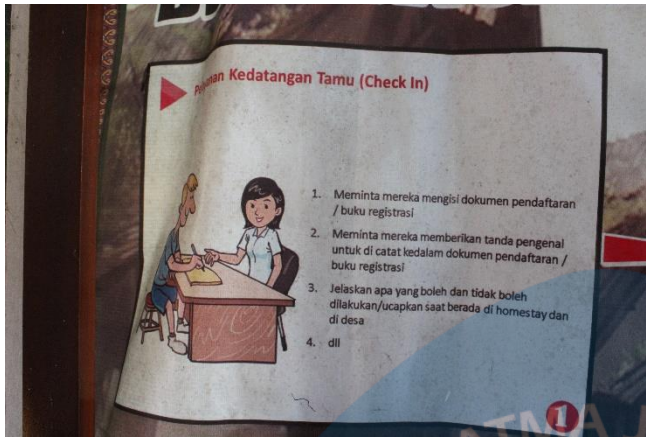 Kedatangan Tamu (Check In)
1. Meminta mereka mengisi dokumen pendaftaran
/ buku registrasi
2. Meminta mereka memberikan tanda pengenal
untuk di catat kedalam dokumen pendaftaran /
buku registrasi
3. Jelaskan apa yang boleh dan tidak boleh
dilakukan/ucapkan saat berada di homestay dan
di desa
4. dll
1